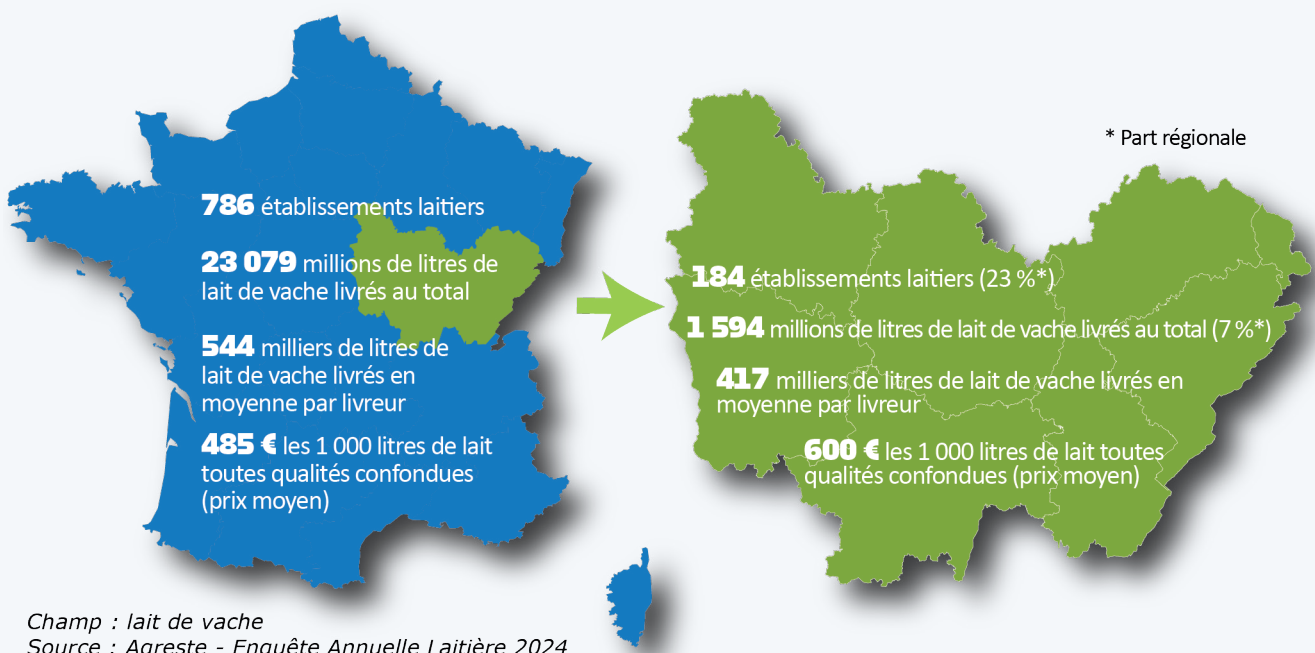 786 établissements laitiers
23 079 millions de litres de
lait de vache livrés au total
544 milliers de litres de
lait de vache livrés en
moyenne par livreur
485 € les 1 000 litres de lait
toutes qualités confondues
(prix moyen)
* Part régionale
184 établissements laitiers (23 %*)
1 594 millions de litres de lait de vache livrés au total (7 %*)
417 milliers de litres de lait de vache livrés en
moyenne par livreur
600 € les 1 000 litres de lait toutes
qualités confondues (prix moyen)
Champ : lait de vache
Source : Agreste - Enquête Annuelle Laitière 2024